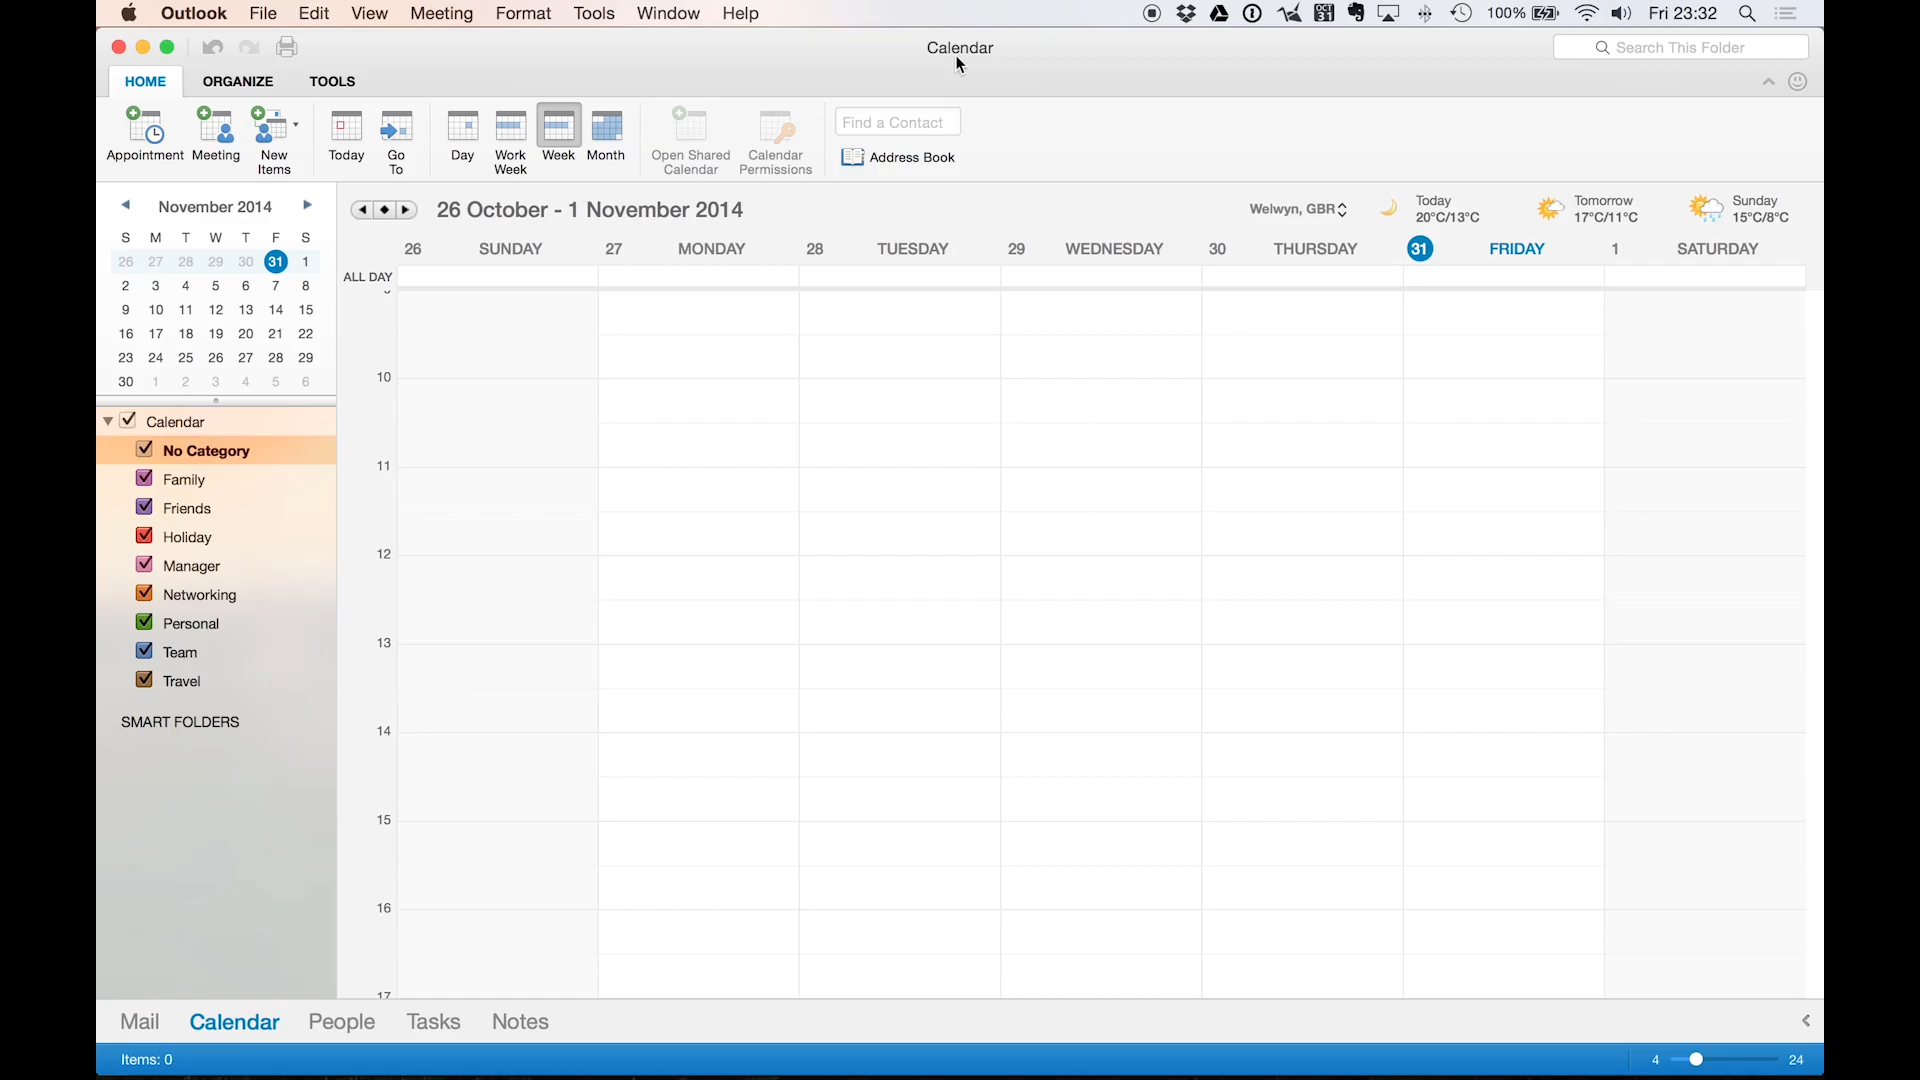 Outlook File Edit View Meeting Format Tools Window Help
OCT 31 100% Fri 23:32
Calendar
Search This Folder
HOME ORGANIZE TOOLS
Appointment Meeting New Items Today Go To Day Work Week Week Month Open Shared Calendar Calendar Permissions
Find a Contact
Address Book
November 2014
S M T W T F S
26 27 28 29 30 31 1
2 3 4 5 6 7 8
9 10 11 12 13 14 15
16 17 18 19 20 21 22
23 24 25 26 27 28 29
30 1 2 3 4 5 6
Calendar
No Category
Family
Friends
Holiday
Manager
Networking
Personal
Team
Travel
SMART FOLDERS
26 October - 1 November 2014
Welwyn, GBR
Today
20°C/13°C
Tomorrow
17°C/11°C
Sunday
15°C/8°C
26 SUNDAY 27 MONDAY 28 TUESDAY 29 WEDNESDAY 30 THURSDAY 31 FRIDAY 1 SATURDAY
ALL DAY
10
11
12
13
14
15
16
17
Mail Calendar People Tasks Notes
Items: 0
4 24